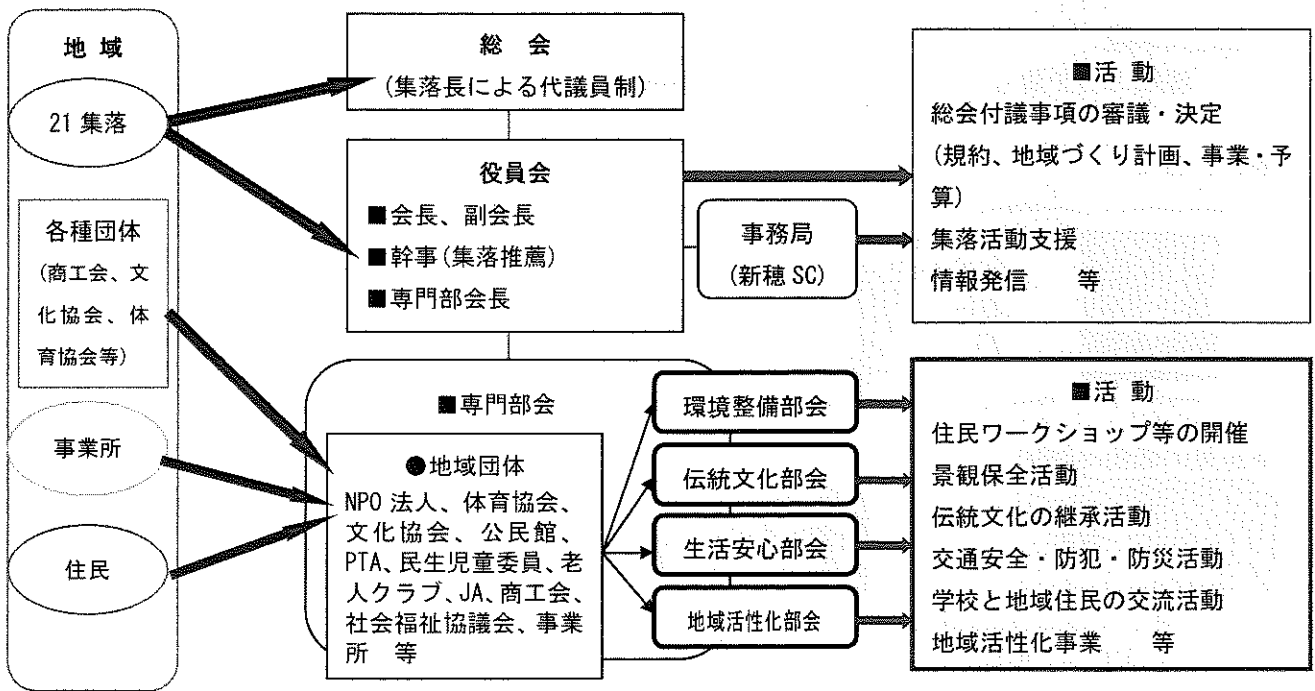 地 域
21 集落
各種団体
(商工会、文
化協会、体
育協会等)
事業所
住民
総 会
(集落長による代議員制)
役員会
■会長、副会長
■幹事(集落推薦)
■専門部会長
事務局
(新穂 SC)
■活 動
総会付議事項の審議・決定
(規約、地域づくり計画、事業・予
算)
集落活動支援
情報発信 等
■専門部会
●地域団体
NPO 法人、体育協会、
文化協会、公民館、
PTA、民生児童委員、老
人クラブ、JA、商工会、
社会福祉協議会、事業
所 等
環境整備部会
伝統文化部会
生活安心部会
地域活性化部会
■活 動
住民ワークショップ等の開催
景観保全活動
伝統文化の継承活動
交通安全・防犯・防災活動
学校と地域住民の交流活動
地域活性化事業 等